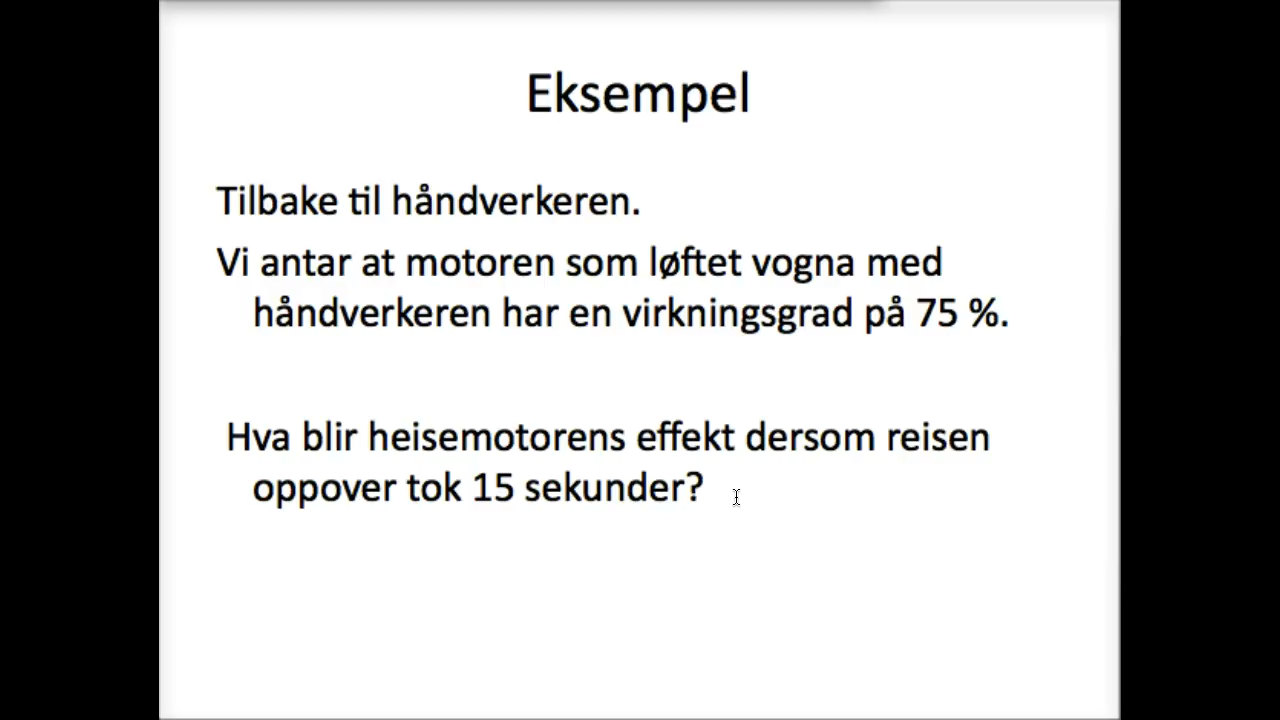 Eksempel
Tilbake til håndverkeren.
Vi antar at motoren som løftet vogna med
håndverkeren har en virkningsgrad på 75 %.
Hva blir heisemotorens effekt dersom reisen
oppover tok 15 sekunder?